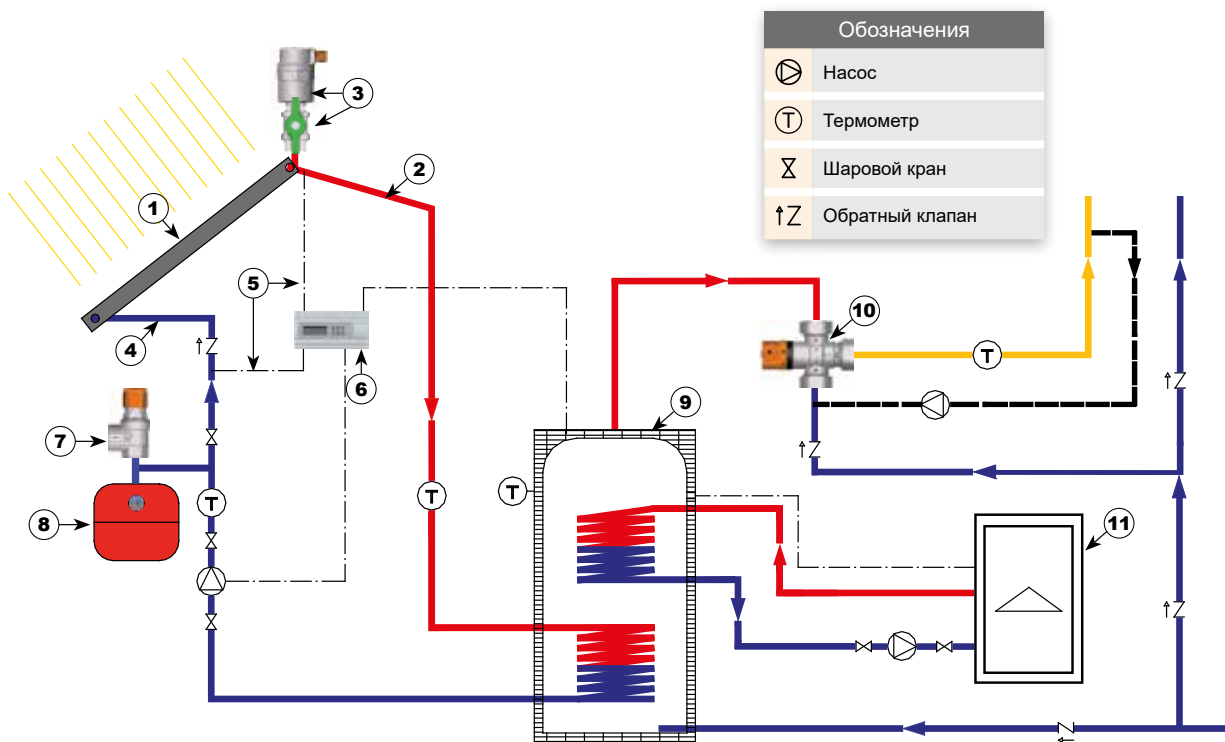 Обозначения
Насос
T
Термометр
Шаровой кран
Обратный клапан
3
2
1
5
10
4
6
T
9
7
T
T
T
8
11